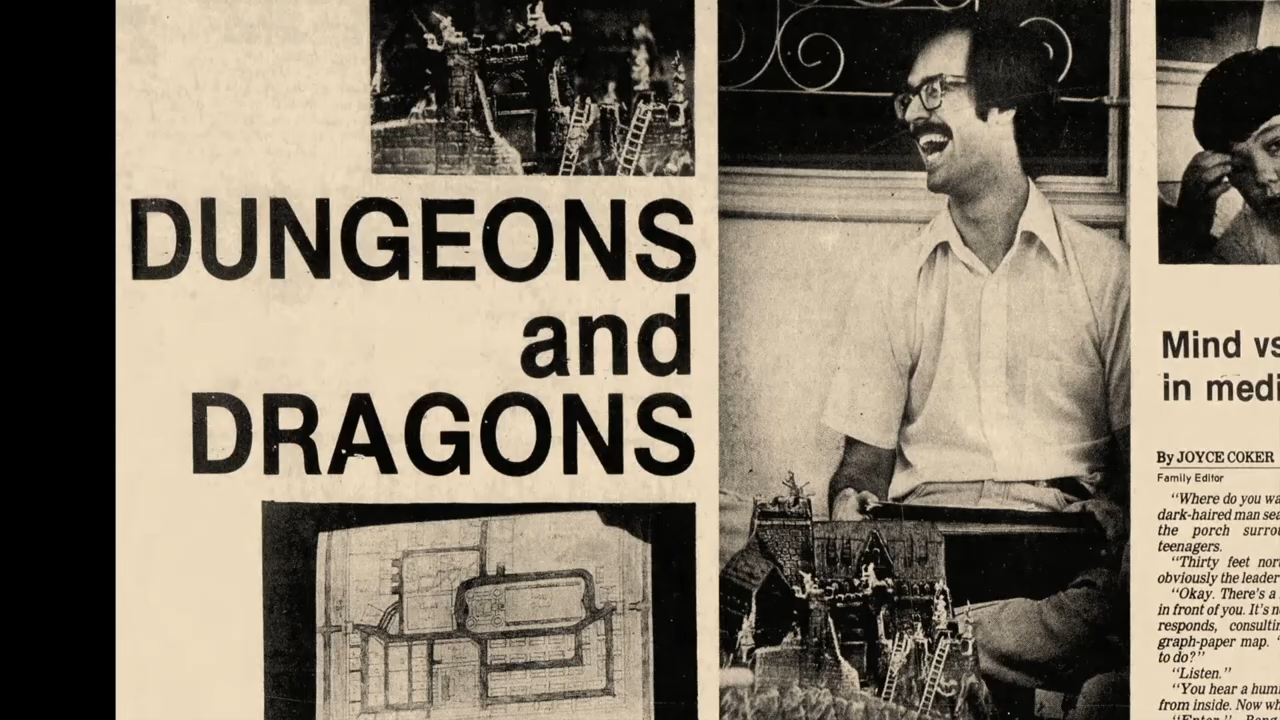 DUNGEONS
and
DRAGONS
Mind vs
in medi
By JOYCE COKER
Family Editor
"Where do you wa
dark-haired man sea
the porch surrou
teenagers.
"Thirty feet nor
obviously the leader
"Okay. There's a
in front of you. It's
responds, consultin
graph-paper map.
to do?"
"Listen."
"You hear a hum
from inside. Now wh